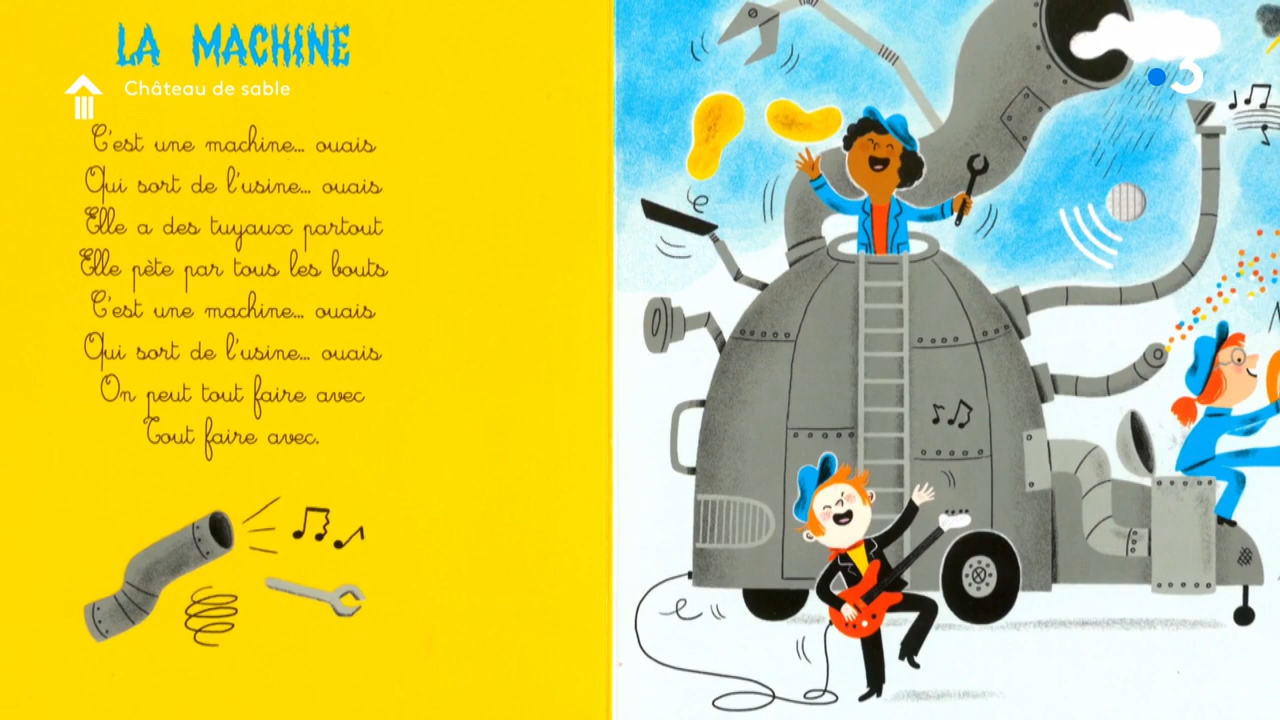 LA MACHINE
Château de sable
C'est une machine... ouais
Qui sort de l'usine... ouais
Elle a des tuyaux partout
Elle pète par tous les bouts
C'est une machine... ouais
Qui sort de l'usine... ouais
On peut tout faire avec
Tout faire avec.
3